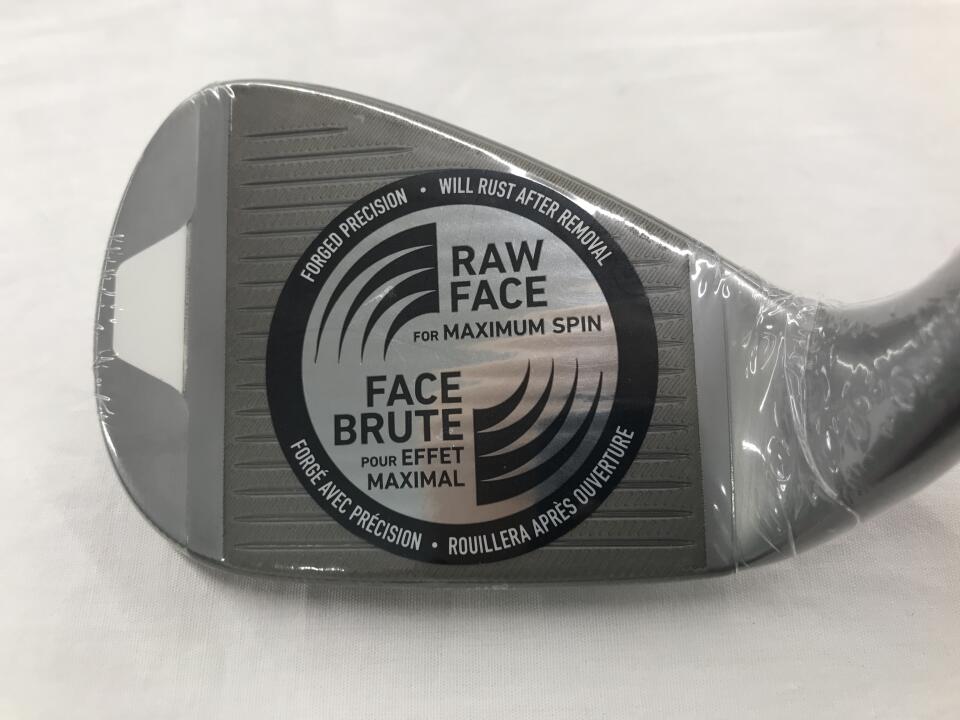 FORGED PRECISION • WILL RUST AFTER REMOVAL
RAW
FACE
FOR MAXIMUM SPIN
FACE
BRUTE
POUR EFFET
MAXIMAL
FORGÉ AVEC PRÉCISION • ROUILLERA APRÈS OUVERTURE